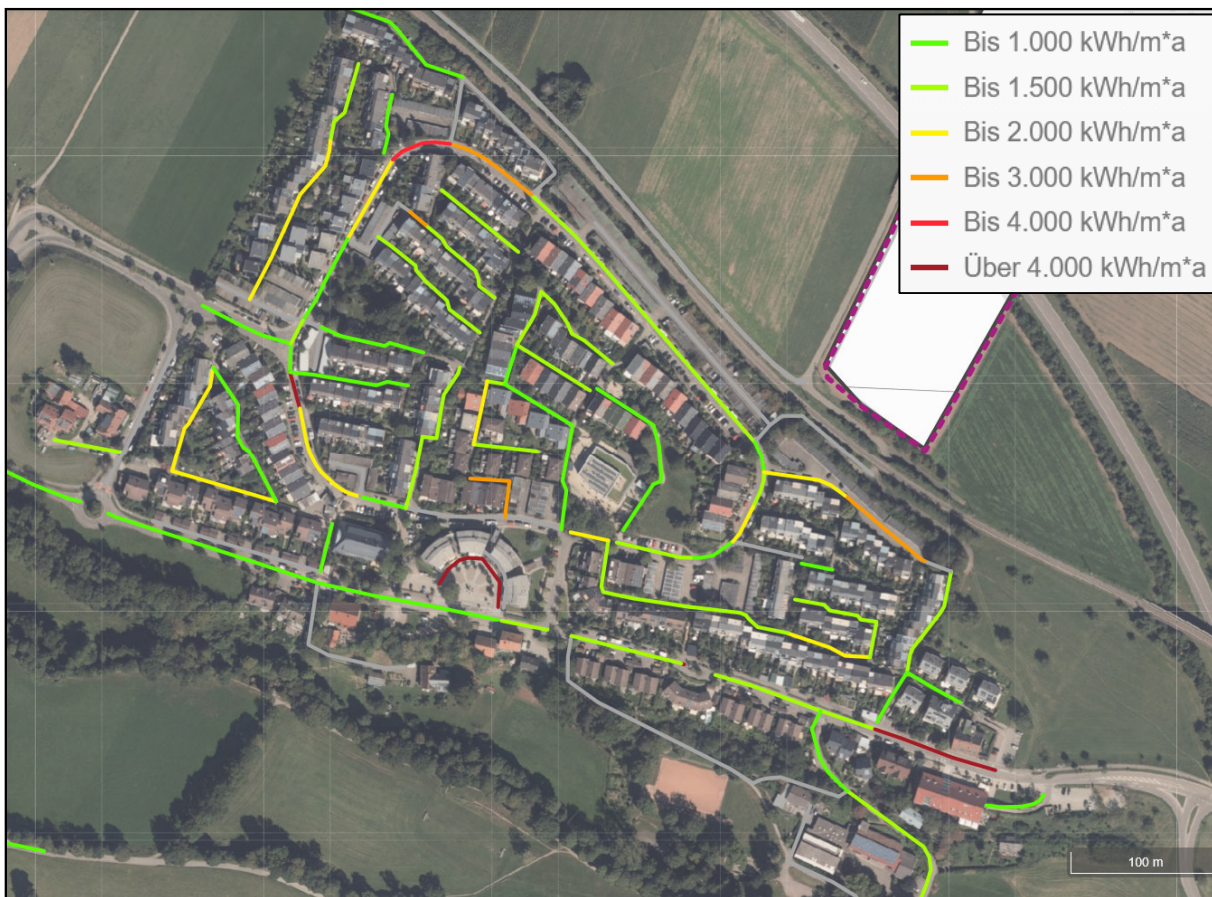 Bis 1.000 kWh/m*a
Bis 1.500 kWh/m*a
Bis 2.000 kWh/m*a
Bis 3.000 kWh/m*a
Bis 4.000 kWh/m*a
Über 4.000 kWh/m*a
100 m